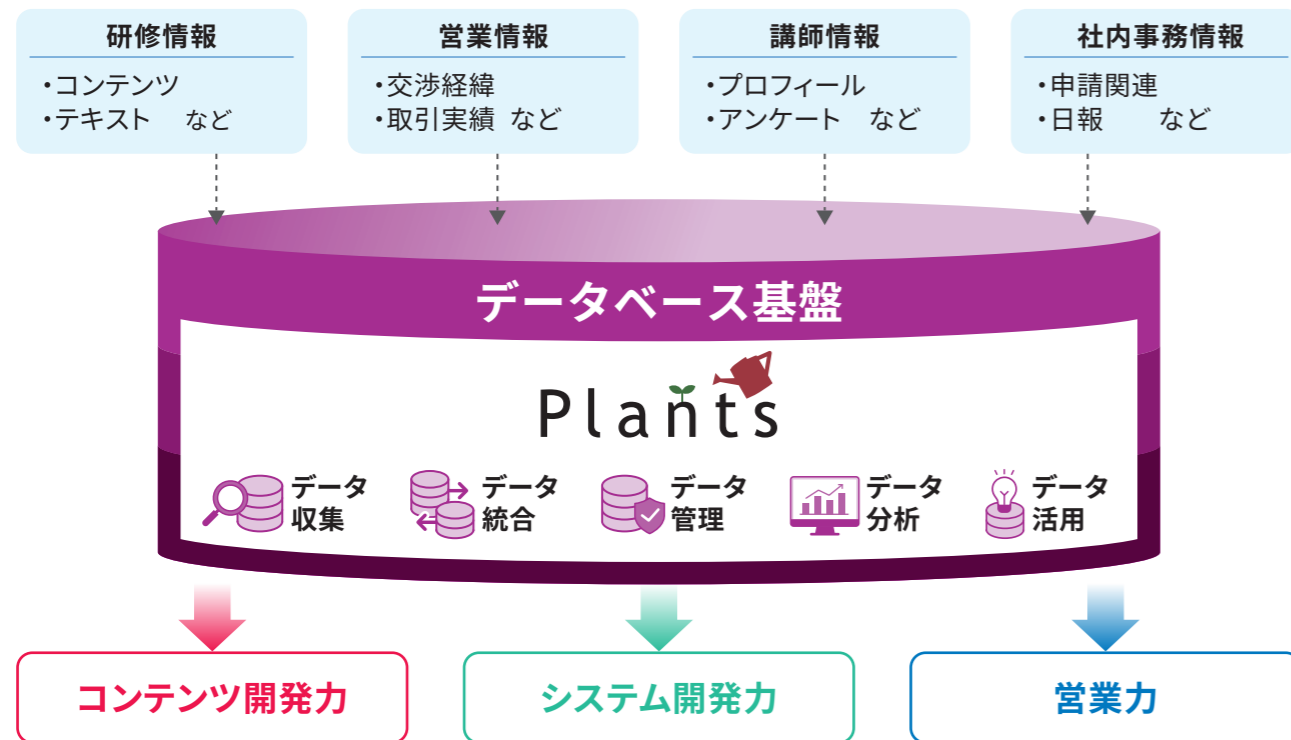 研修情報
・コンテンツ
・テキスト など
営業情報
・交渉経緯
・取引実績 など
講師情報
・プロフィール
・アンケート など
社内事務情報
・申請関連
・日報 など
データベース基盤
Plants
データ
収集
データ
統合
データ
管理
データ
分析
データ
活用
コンテンツ開発力
システム開発力
営業力